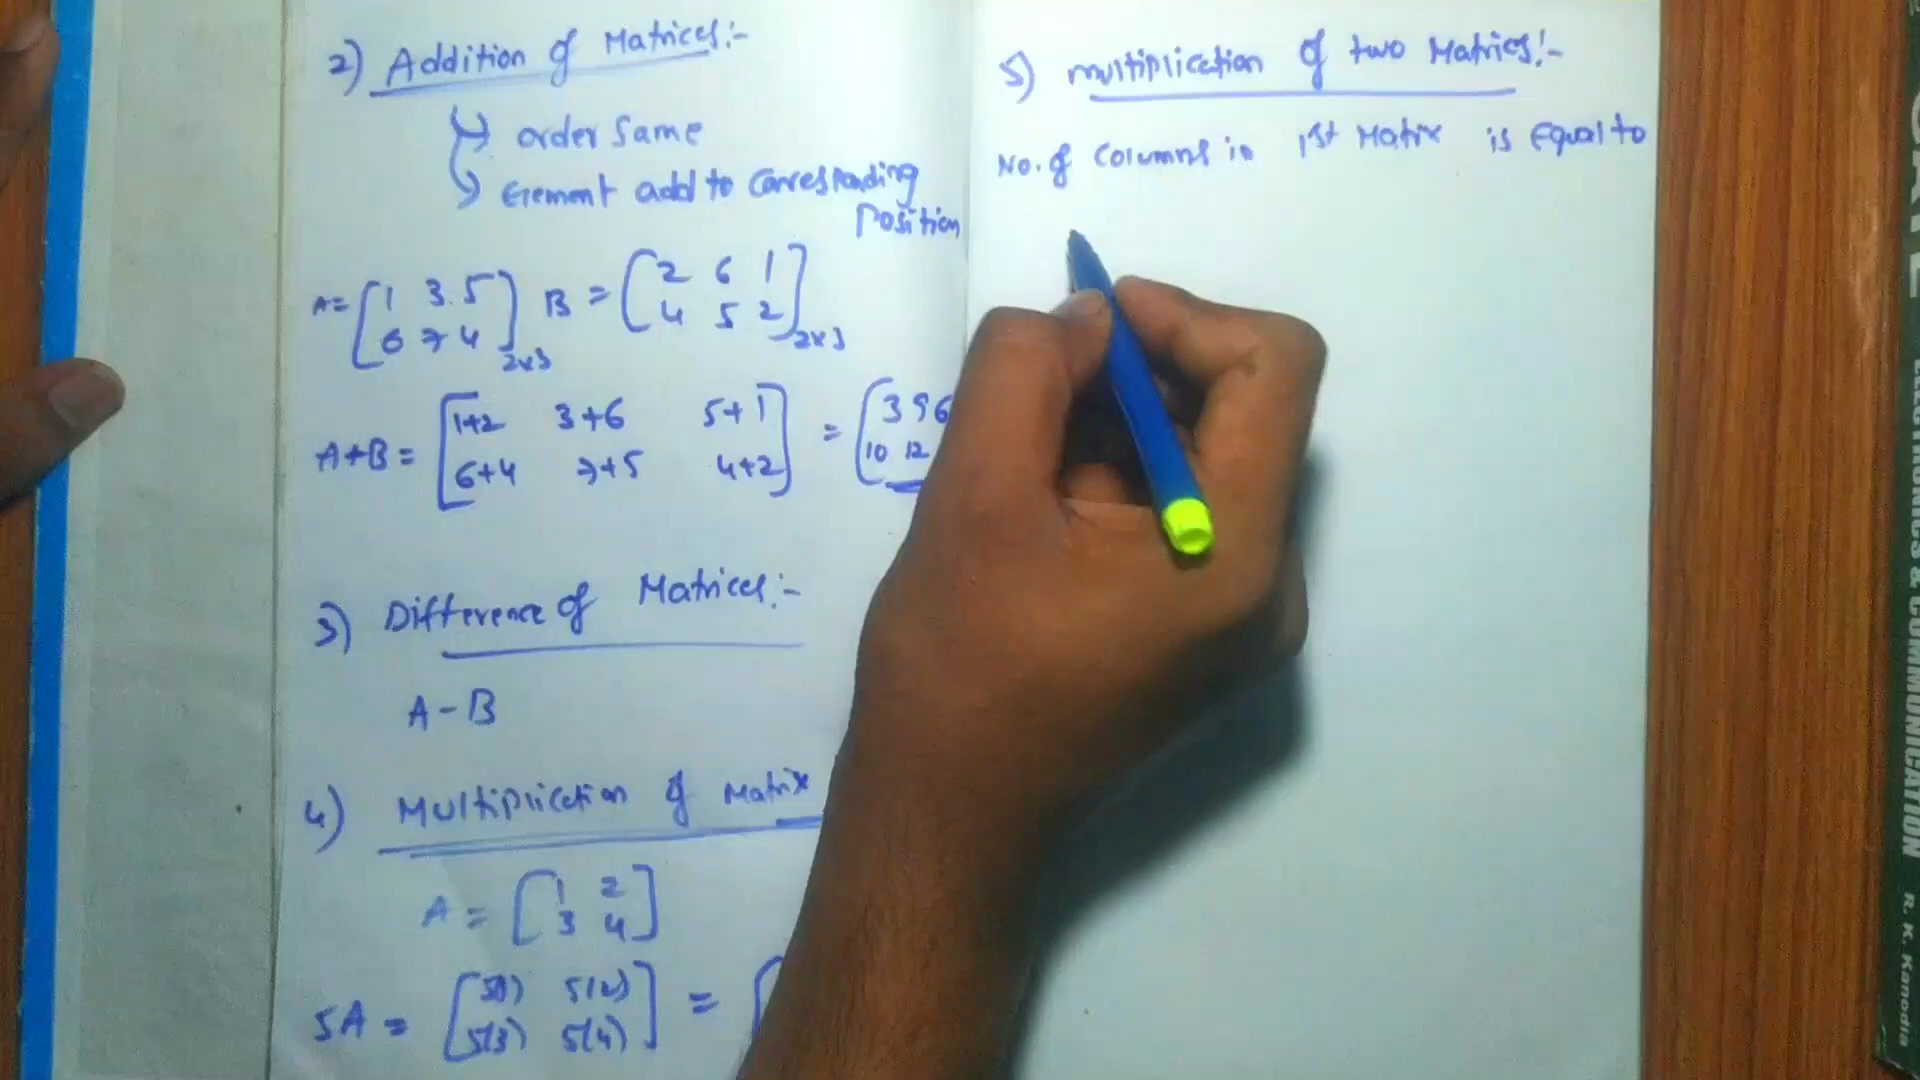 2) Addition of Matrices:-
order same
Element add to Corresponding
Position
A = [1 3 5
6 7 4] 2x3 B = [2 6 1
4 5 2] 2x3
A+B = [1+2 3+6 5+1
6+4 7+5 4+2] = [3 9 6
10 12
3) Difference of Matrices:-
A-B
4) Multiplication of Matrix
A = [1 2
3 4]
5A = [5(1) 5(2)
5(3) 5(4)] = [
5) multiplication of two Matrices:-
No. of Columns in 1st Matrix is Equal to
ELECTRONICS & COMMUNICATION
R. K. Kanodia